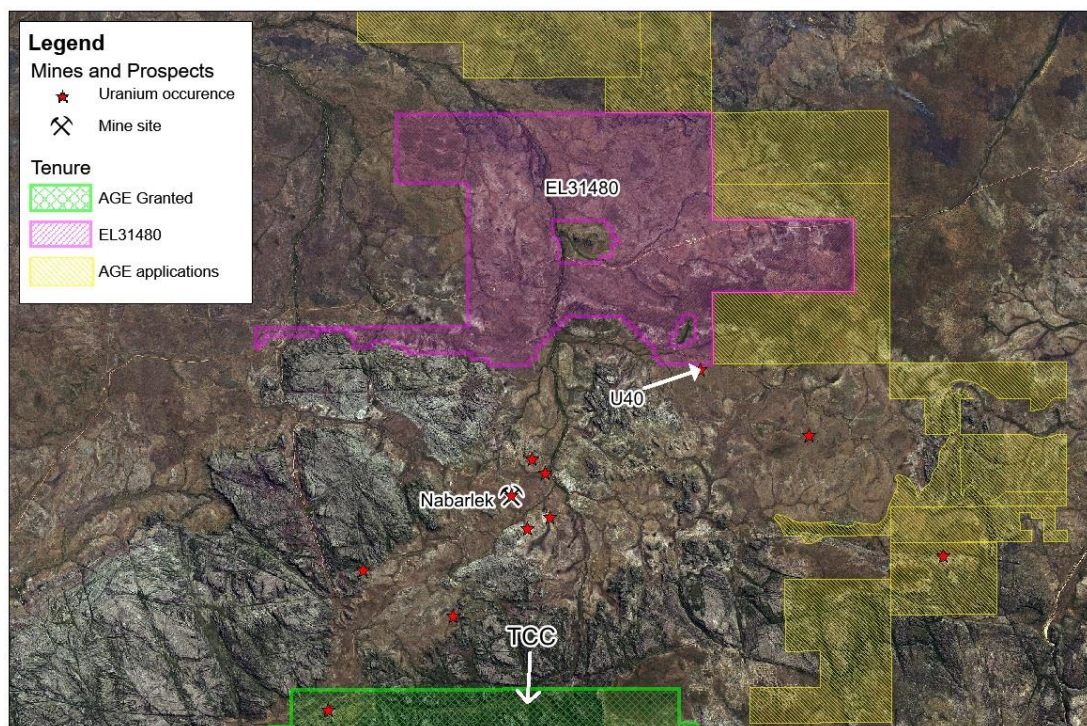 Legend
Mines and Prospects
Uranium occurence
Mine site
Tenure
AGE Granted
EL31480
AGE applications
EL31480
U40
Nabarlek
TCC